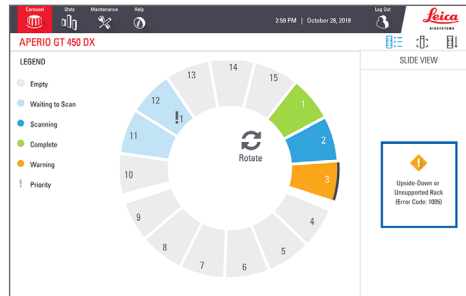 Carousel
Stats
Maintenance
Help
2:59 PM | October 28, 2019
Log Out
Leica
BIOSYSTEMS
APERIO GT 450 DX
LEGEND
Empty
Waiting to Scan
Scanning
Complete
Warning
! Priority
14
15
1
2
3
4
5
6
7
8
9
10
11
12
!1
13
Rotate
SLIDE VIEW
!
Upside-Down or
Unsupported Rack
(Error Code: 1005)